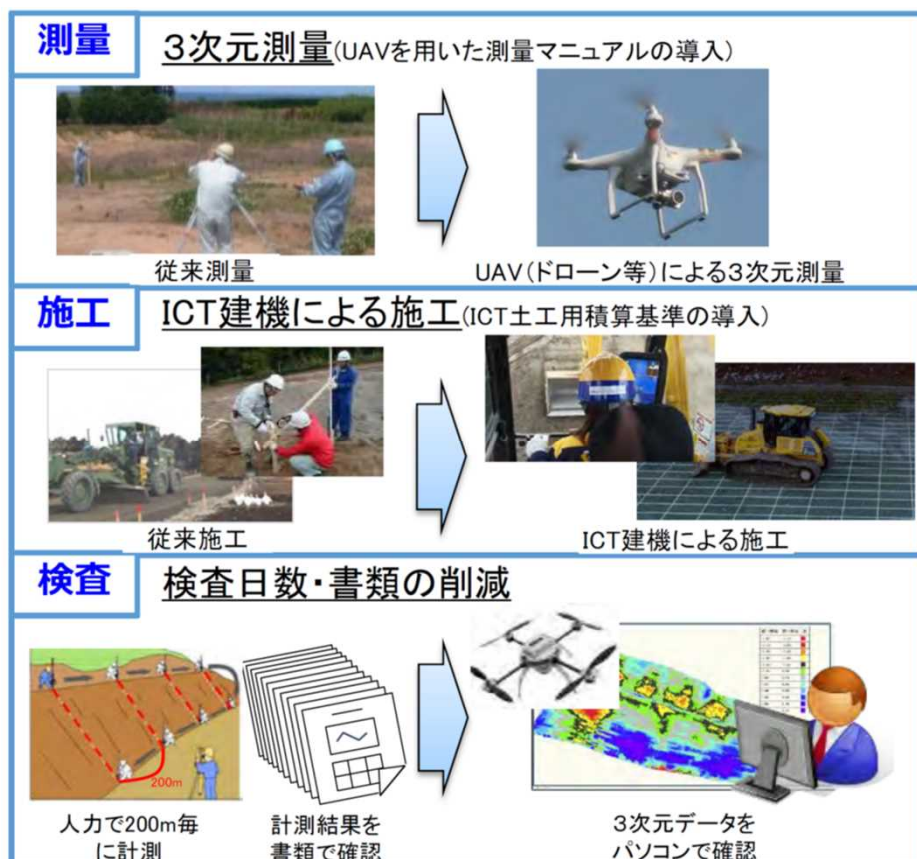 測量
３次元測量(UAVを用いた測量マニュアルの導入)
従来測量
UAV（ドローン等）による３次元測量
施工
ICT建機による施工(ICT土工用積算基準の導入)
従来施工
ICT建機による施工
検査
検査日数・書類の削減
200m
人力で200m毎
に計測
計測結果を
書類で確認
３次元データを
パソコンで確認